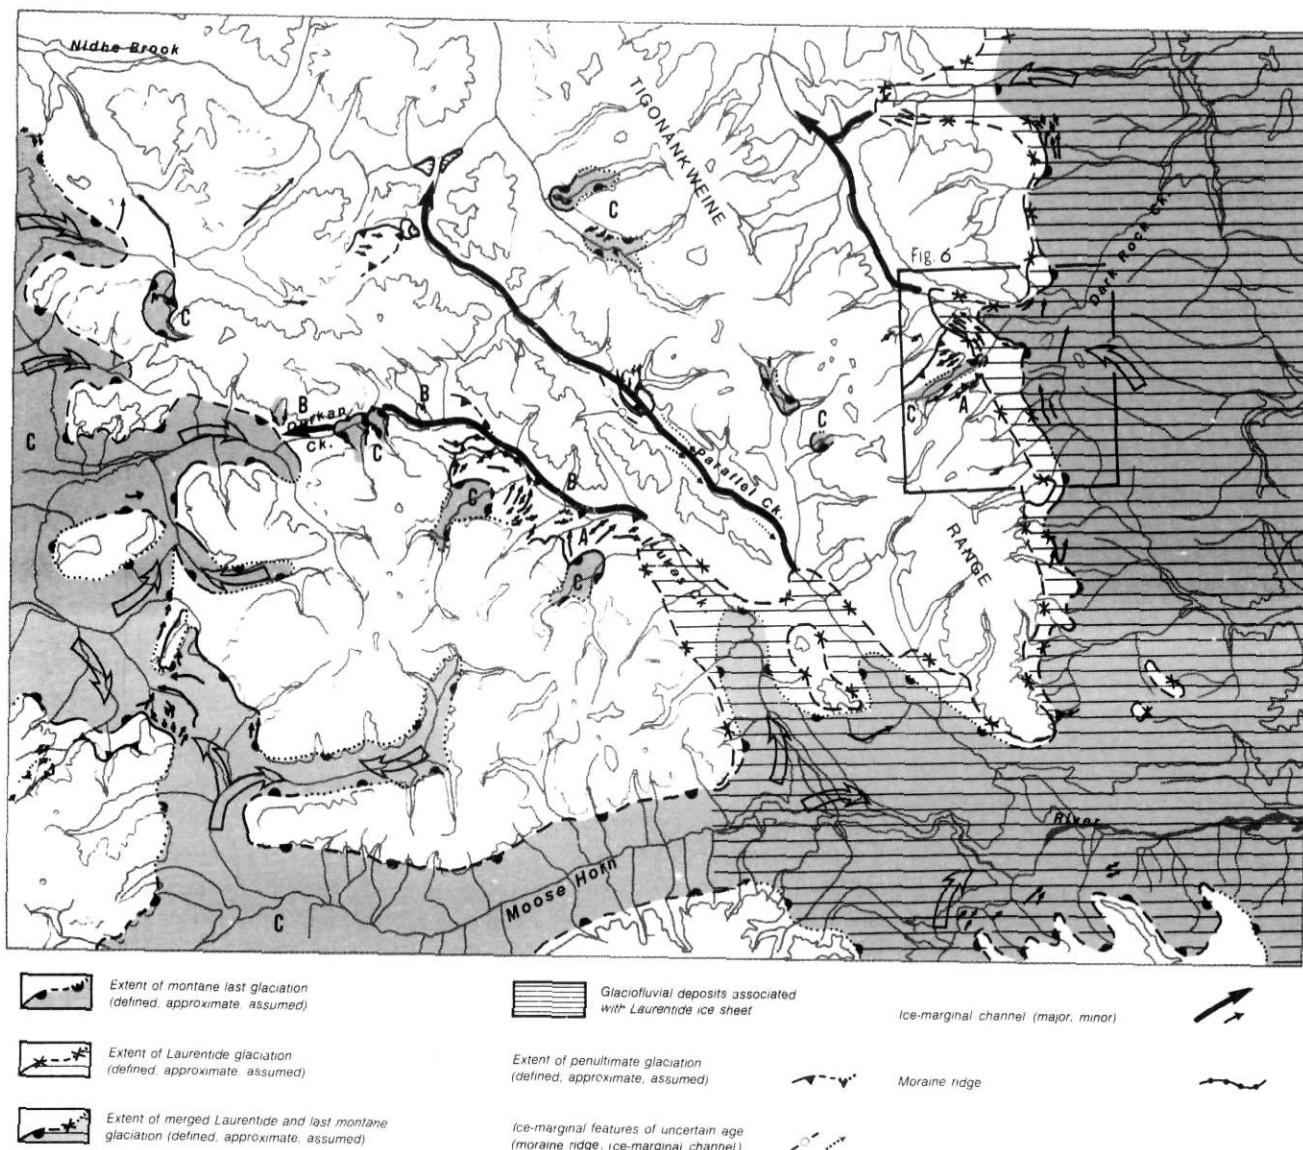 Nidhe Brook
TIGONANKWEINE
C
Fig. 6
Dark Rock Ck.
C
B
B
C
Ck.
C
C
C
A
Parallel Ck.
B
C
A
C
RANGE
Lukas Ck.
River
Moose Horn
C
Extent of montane last glaciation
(defined, approximate, assumed)
Extent of Laurentide glaciation
(defined, approximate, assumed)
Extent of merged Laurentide and last montane
glaciation (defined, approximate, assumed)
Glaciofluvial deposits associated
with Laurentide ice sheet
Extent of penultimate glaciation
(defined, approximate, assumed)
Ice-marginal features of uncertain age
(moraine ridge, ice-marginal channel)
Ice-marginal channel (major, minor)
Moraine ridge